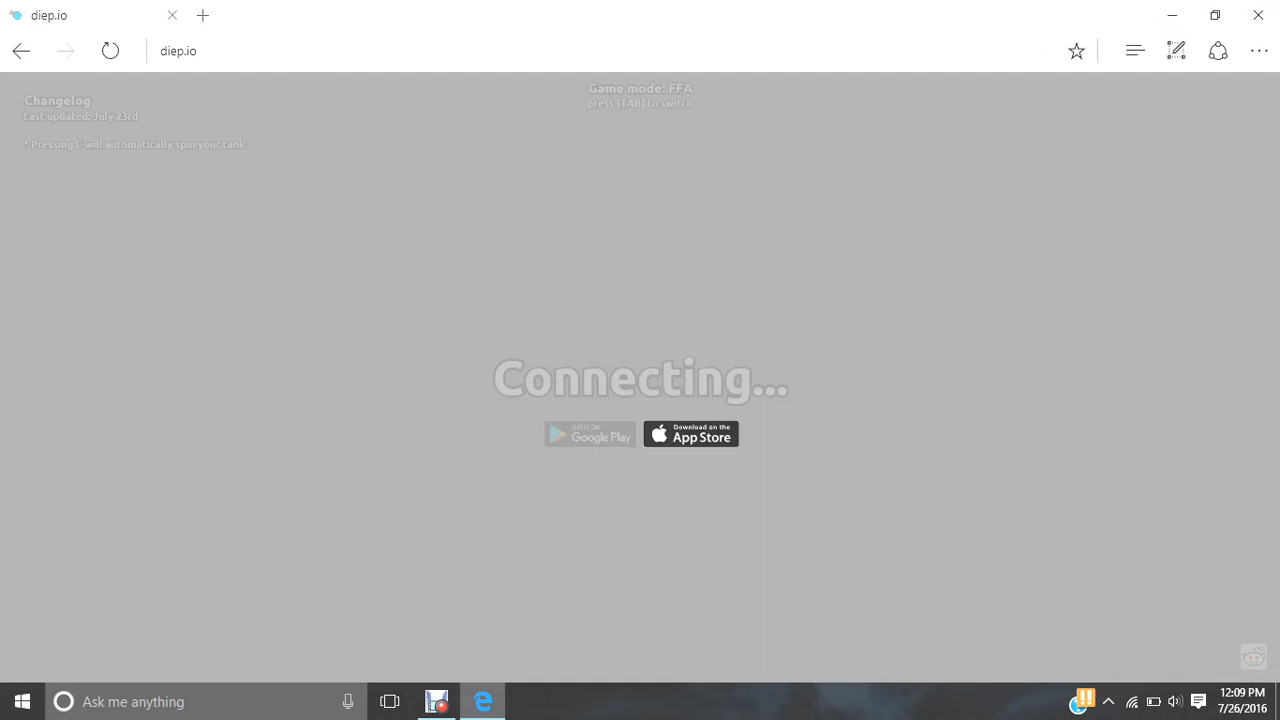 diep.io
diep.io
Game mode: FFA
press [TAB] to switch
Changelog
Last updated: July 23rd
* Pressing C will automatically spin your tank
Connecting...
GET IT ON
Google Play
Download on the
App Store
Ask me anything
12:09 PM
7/26/2016